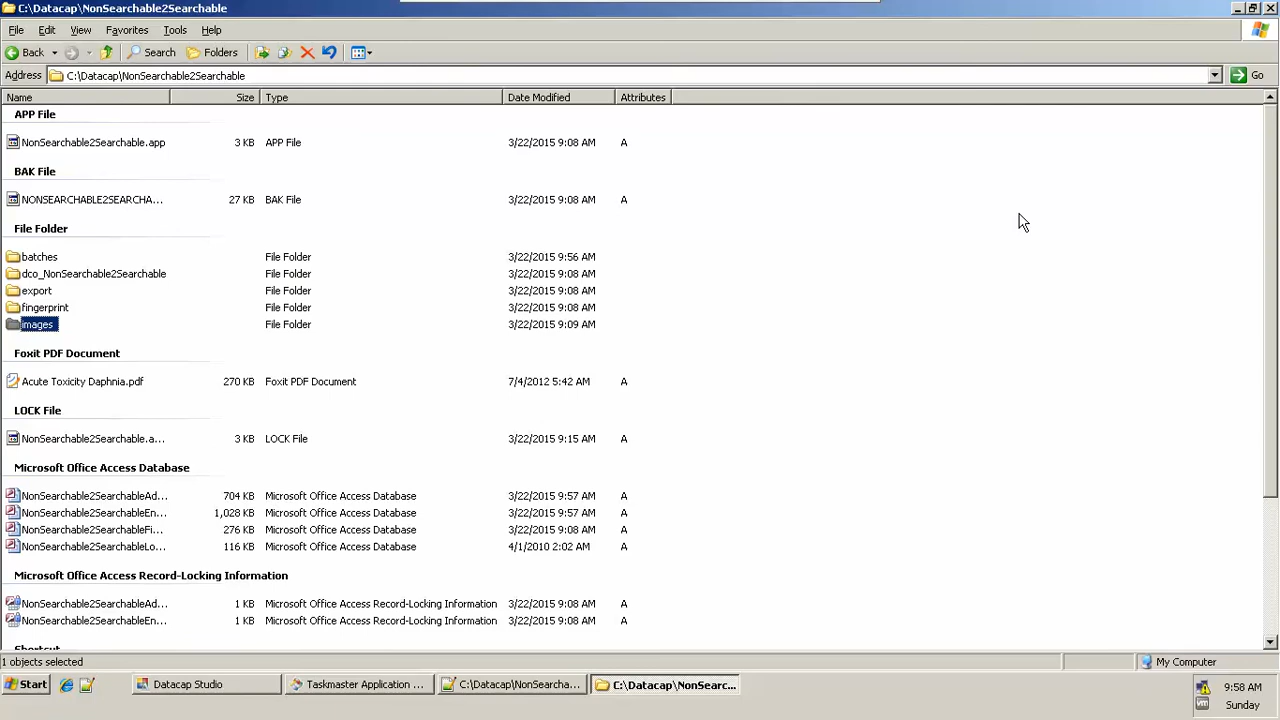 C:\Datacap\NonSearchable2Searchable
File Edit View Favorites Tools Help
Back Search Folders
Address C:\Datacap\NonSearchable2Searchable Go
Name Size Type Date Modified Attributes
APP File
NonSearchable2Searchable.app 3 KB APP File 3/22/2015 9:08 AM A
BAK File
NONSEARCHABLE2SEARCHA... 27 KB BAK File 3/22/2015 9:08 AM A
File Folder
batches File Folder 3/22/2015 9:56 AM
dco_NonSearchable2Searchable File Folder 3/22/2015 9:08 AM
export File Folder 3/22/2015 9:08 AM
fingerprint File Folder 3/22/2015 9:08 AM
images File Folder 3/22/2015 9:09 AM
Foxit PDF Document
Acute Toxicity Daphnia.pdf 270 KB Foxit PDF Document 7/4/2012 5:42 AM A
LOCK File
NonSearchable2Searchable.a... 3 KB LOCK File 3/22/2015 9:15 AM A
Microsoft Office Access Database
NonSearchable2SearchableAd... 704 KB Microsoft Office Access Database 3/22/2015 9:57 AM A
NonSearchable2SearchableEn... 1,028 KB Microsoft Office Access Database 3/22/2015 9:57 AM A
NonSearchable2SearchableFi... 276 KB Microsoft Office Access Database 3/22/2015 9:08 AM A
NonSearchable2SearchableLo... 116 KB Microsoft Office Access Database 4/1/2010 2:02 AM A
Microsoft Office Access Record-Locking Information
NonSearchable2SearchableAd... 1 KB Microsoft Office Access Record-Locking Information 3/22/2015 9:08 AM A
NonSearchable2SearchableEn... 1 KB Microsoft Office Access Record-Locking Information 3/22/2015 9:08 AM A
Shortcut
1 objects selected My Computer
Start Datacap Studio Taskmaster Application ... C:\Datacap\NonSearcha... C:\Datacap\NonSearc... 9:58 AM
Sunday